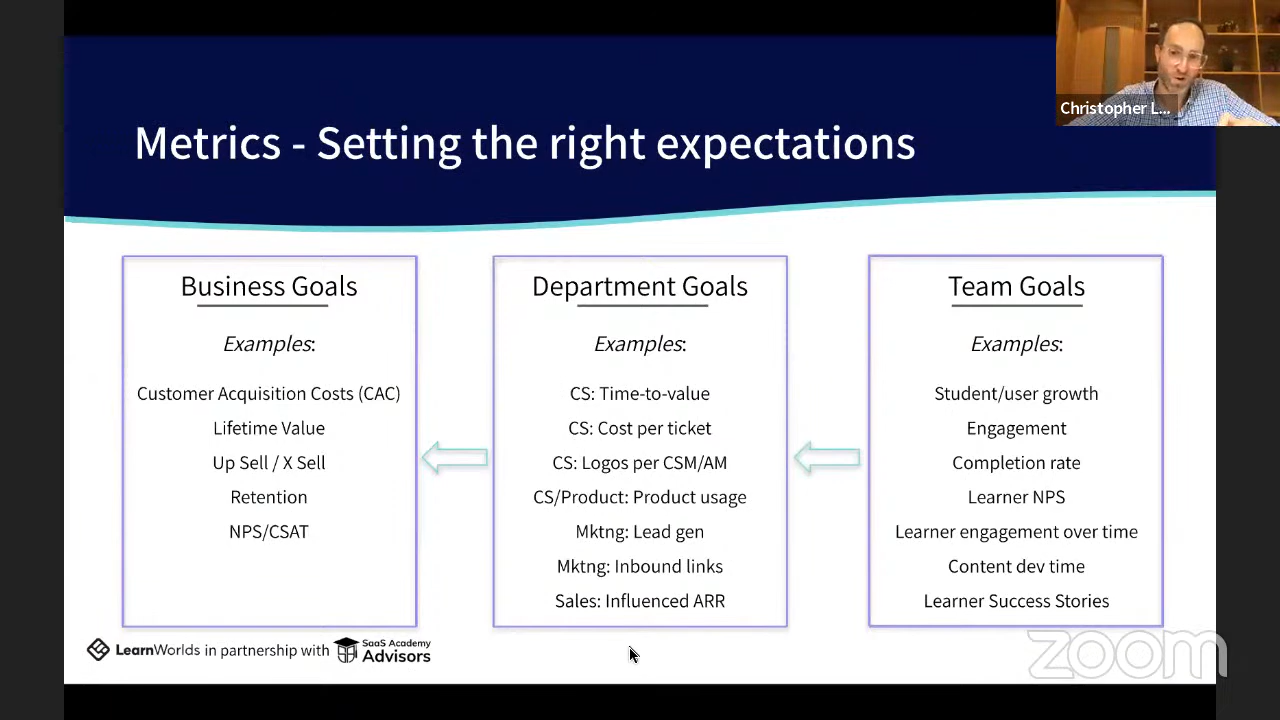 Christopher L...
Metrics - Setting the right expectations
Business Goals
Examples:
Customer Acquisition Costs (CAC)
Lifetime Value
Up Sell / X Sell
Retention
NPS/CSAT
Department Goals
Examples:
CS: Time-to-value
CS: Cost per ticket
CS: Logos per CSM/AM
CS/Product: Product usage
Mktng: Lead gen
Mktng: Inbound links
Sales: Influenced ARR
Team Goals
Examples:
Student/user growth
Engagement
Completion rate
Learner NPS
Learner engagement over time
Content dev time
Learner Success Stories
LearnWorlds in partnership with
SaaS Academy
Advisors
zoom